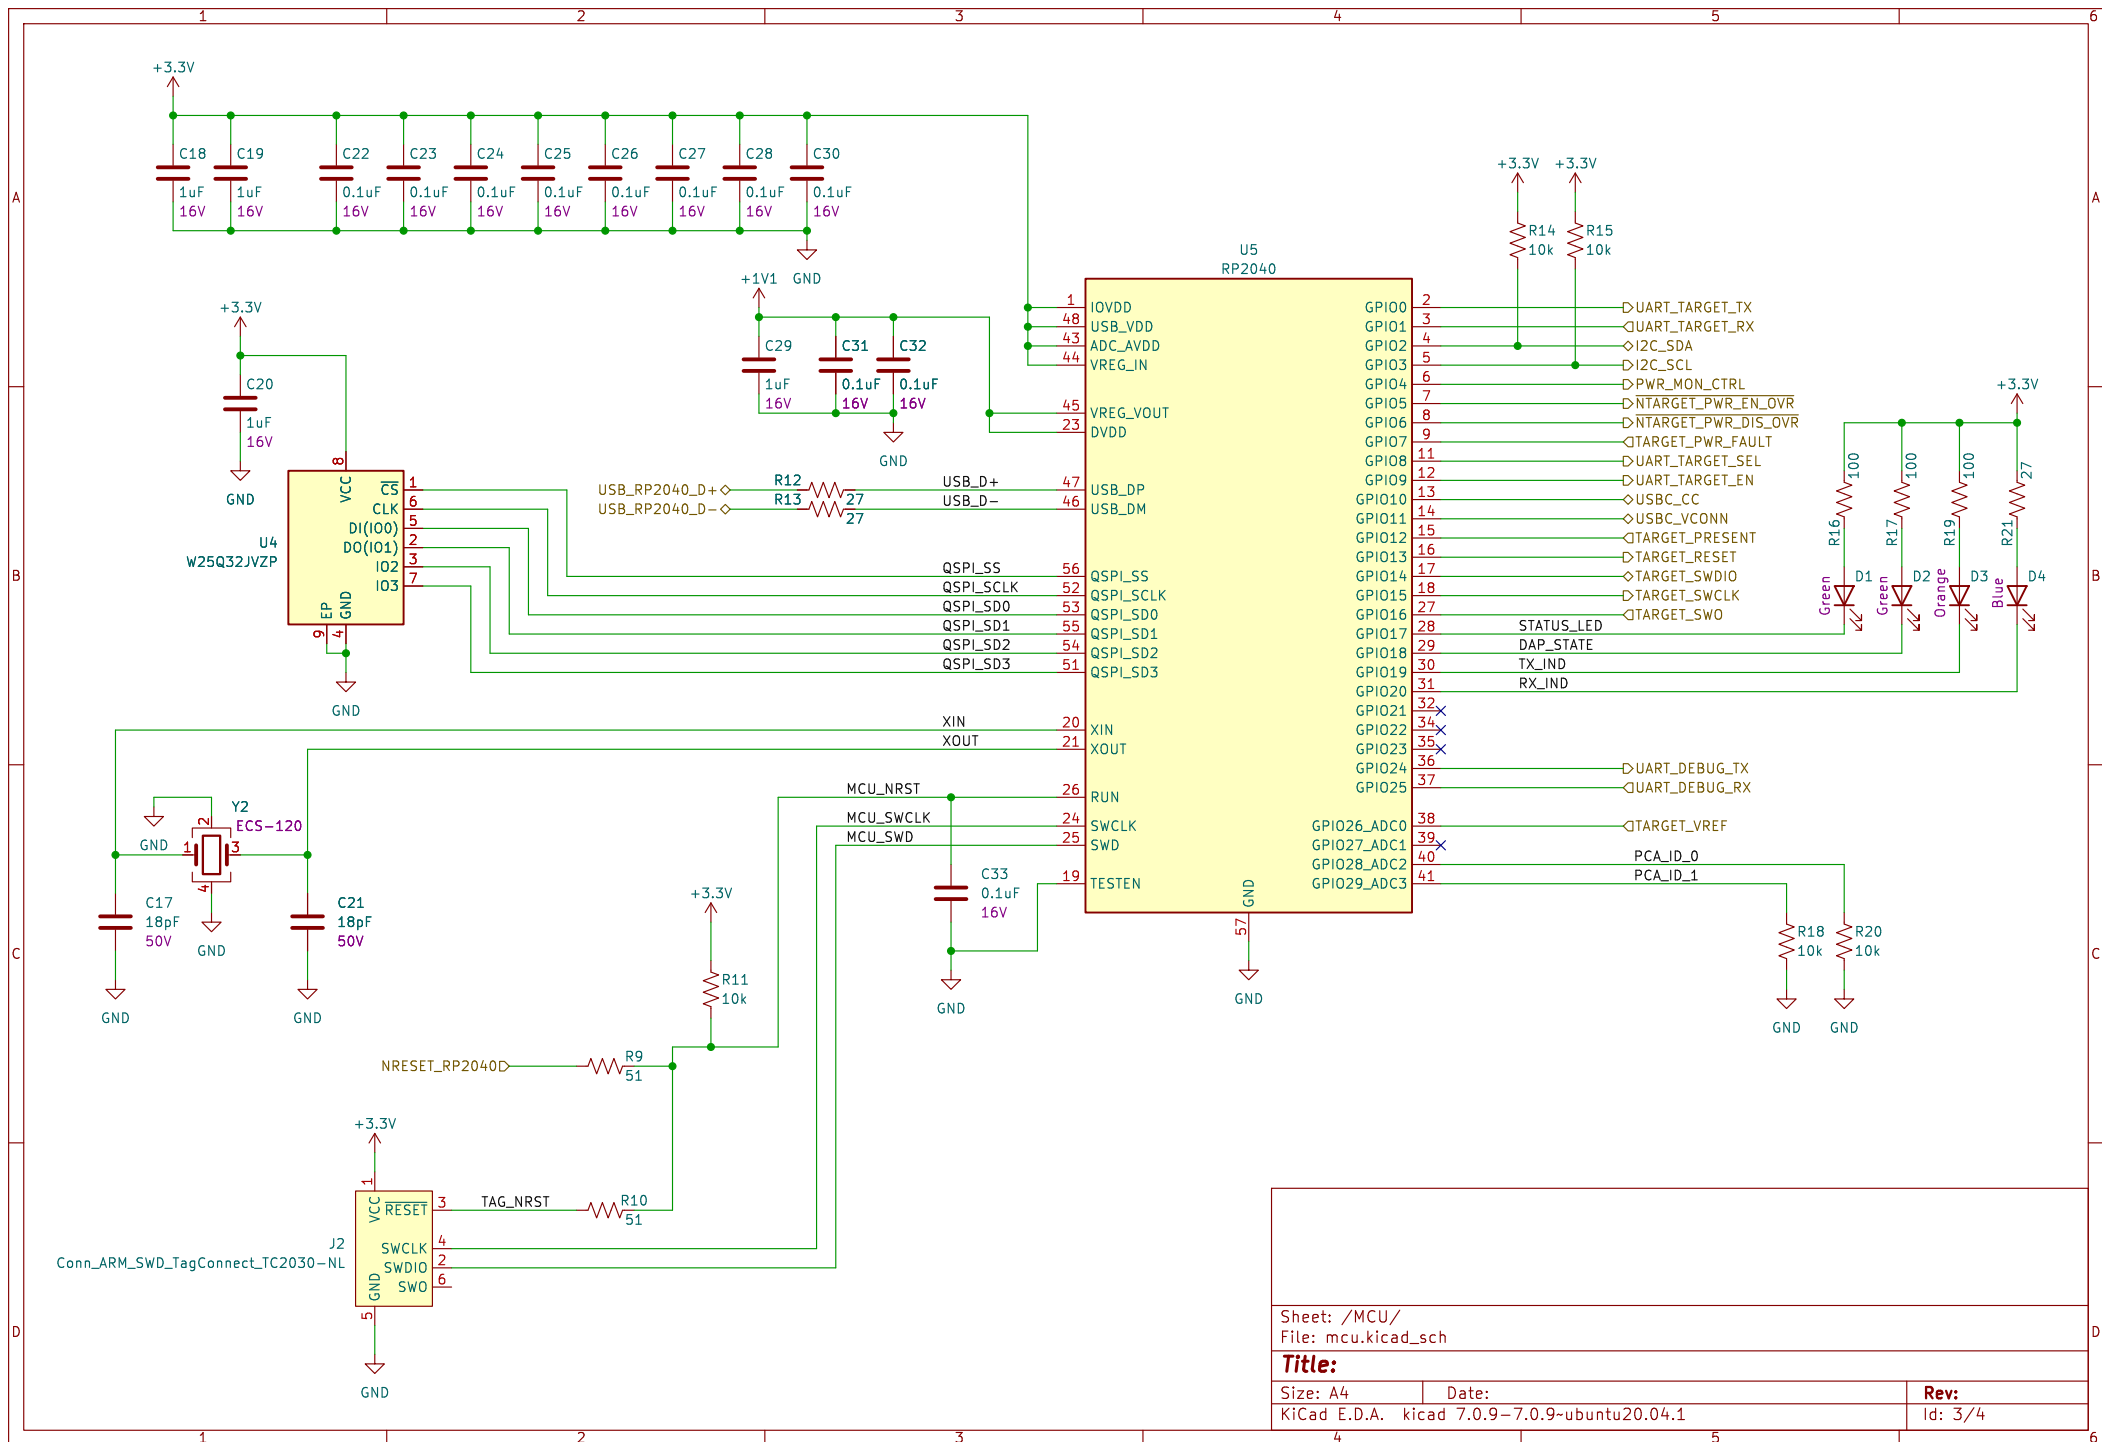 1 2 3 4 5 6
A
B
C
D
A
B
C
D
1 2 3 4 5 6
+3.3V
C18
1uF
16V
C19
1uF
16V
C22
0.1uF
16V
C23
0.1uF
16V
C24
0.1uF
16V
C25
0.1uF
16V
C26
0.1uF
16V
C27
0.1uF
16V
C28
0.1uF
16V
C30
0.1uF
16V
GND
+1V1
C29
1uF
16V
C31
0.1uF
16V
C32
0.1uF
16V
GND
+3.3V
C20
1uF
16V
GND
U4
W25Q32JVZP
8
VCC
1
CS
6
CLK
5
DI(IO0)
2
DO(IO1)
3
IO2
7
IO3
EP
9
GND
4
GND
USB_RP2040_D+
R12
27
USB_D+
USB_RP2040_D-
R13
27
USB_D-
QSPI_SS
QSPI_SCLK
QSPI_SD0
QSPI_SD1
QSPI_SD2
QSPI_SD3
XIN
XOUT
MCU_NRST
MCU_SWCLK
MCU_SWD
Y2
ECS-120
1
2
3
4
GND
GND
C17
18pF
50V
GND
C21
18pF
50V
GND
+3.3V
R11
10k
C33
0.1uF
16V
GND
NRESET_RP2040
R9
51
+3.3V
J2
Conn_ARM_SWD_TagConnect_TC2030-NL
1
VCC
RESET
3
SWCLK
4
SWDIO
2
SWO
6
GND
5
GND
TAG_NRST
R10
51
U5
RP2040
1 IOVDD
48 USB_VDD
43 ADC_AVDD
44 VREG_IN
45 VREG_VOUT
23 DVDD
47 USB_DP
46 USB_DM
56 QSPI_SS
52 QSPI_SCLK
53 QSPI_SD0
55 QSPI_SD1
54 QSPI_SD2
51 QSPI_SD3
20 XIN
21 XOUT
26 RUN
24 SWCLK
25 SWD
19 TESTEN
GND
57
GND
+3.3V
R14
10k
+3.3V
R15
10k
GPIO0 2 UART_TARGET_TX
GPIO1 3 UART_TARGET_RX
GPIO2 4 I2C_SDA
GPIO3 5 I2C_SCL
GPIO4 6 PWR_MON_CTRL
GPIO5 7 NTARGET_PWR_EN_OVR
GPIO6 8 NTARGET_PWR_DIS_OVR
GPIO7 9 TARGET_PWR_FAULT
GPIO8 11 UART_TARGET_SEL
GPIO9 12 UART_TARGET_EN
GPIO10 13 USBC_CC
GPIO11 14 USBC_VCONN
GPIO12 15 TARGET_PRESENT
GPIO13 16 TARGET_RESET
GPIO14 17 TARGET_SWDIO
GPIO15 18 TARGET_SWCLK
GPIO16 27 TARGET_SWO
GPIO17 28 STATUS_LED
GPIO18 29 DAP_STATE
GPIO19 30 TX_IND
GPIO20 31 RX_IND
GPIO21 32
GPIO22 34
GPIO23 35
GPIO24 36 UART_DEBUG_TX
GPIO25 37 UART_DEBUG_RX
GPIO26_ADC0 38 TARGET_VREF
GPIO27_ADC1 39
GPIO28_ADC2 40 PCA_ID_0
GPIO29_ADC3 41 PCA_ID_1
+3.3V
R16
100
R17
100
R19
100
R21
27
Green
D1
Green
D2
Orange
D3
Blue
D4
R18
10k
GND
R20
10k
GND
Sheet: /MCU/
File: mcu.kicad_sch
Title:
Size: A4 Date: Rev:
KiCad E.D.A. kicad 7.0.9-7.0.9~ubuntu20.04.1 Id: 3/4